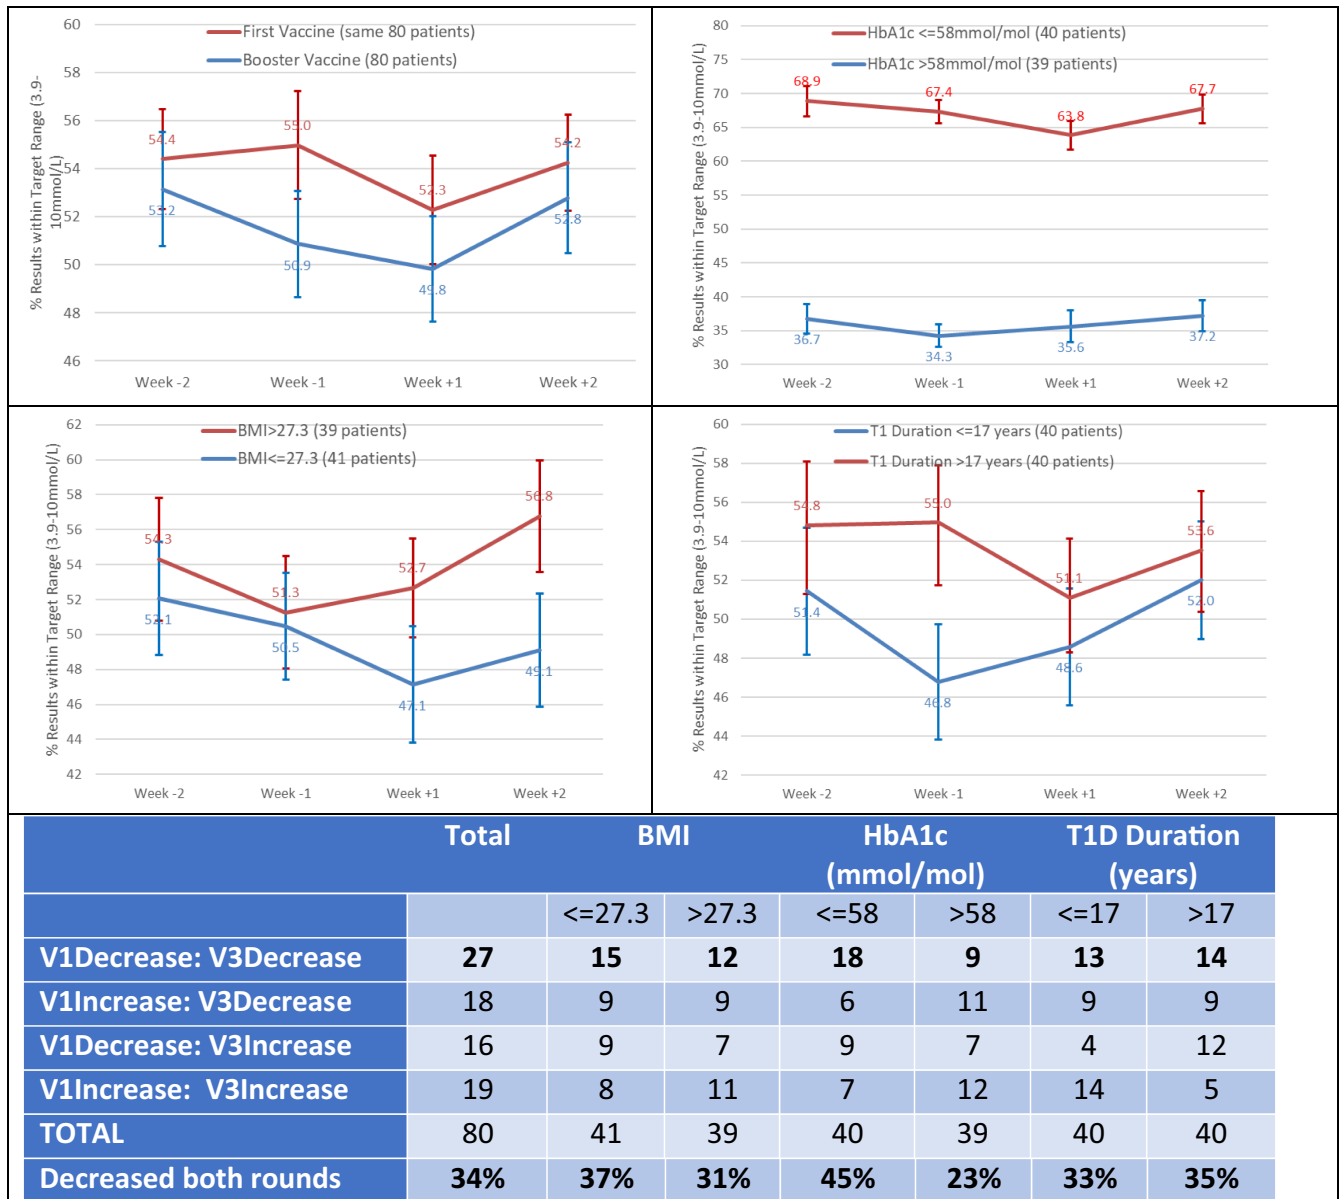 60
58
56
54
52
50
48
46
% Results within Target Range (3.9-
10mmol/L)
First Vaccine (same 80 patients)
Booster Vaccine (80 patients)
54.4
55.0
52.3
54.2
53.2
50.9
49.8
52.8
Week -2 Week -1 Week +1 Week +2
80
75
70
65
60
55
50
45
40
35
30
% Results within Target Range (3.9-10mmol/L)
HbA1c <=58mmol/mol (40 patients)
HbA1c >58mmol/mol (39 patients)
68.9
67.4
63.8
67.7
36.7
34.3
35.6
37.2
Week -2 Week -1 Week +1 Week +2
62
60
58
56
54
52
50
48
46
44
42
% Results within Target Range (3.9-10mmol/L)
BMI>27.3 (39 patients)
BMI<=27.3 (41 patients)
54.3
51.3
52.7
56.8
52.1
50.5
47.1
49.1
Week -2 Week -1 Week +1 Week +2
60
58
56
54
52
50
48
46
44
42
% Results within Target Range (3.9-10mmol/L)
T1 Duration <=17 years (40 patients)
T1 Duration >17 years (40 patients)
54.8
55.0
51.1
53.6
51.4
46.8
48.6
52.0
Week -2 Week -1 Week +1 Week +2
Total BMI HbA1c T1D Duration
(mmol/mol) (years)
<=27.3 >27.3 <=58 >58 <=17 >17
V1Decrease: V3Decrease 27 15 12 18 9 13 14
V1Increase: V3Decrease 18 9 9 6 11 9 9
V1Decrease: V3Increase 16 9 7 9 7 4 12
V1Increase: V3Increase 19 8 11 7 12 14 5
TOTAL 80 41 39 40 39 40 40
Decreased both rounds 34% 37% 31% 45% 23% 33% 35%